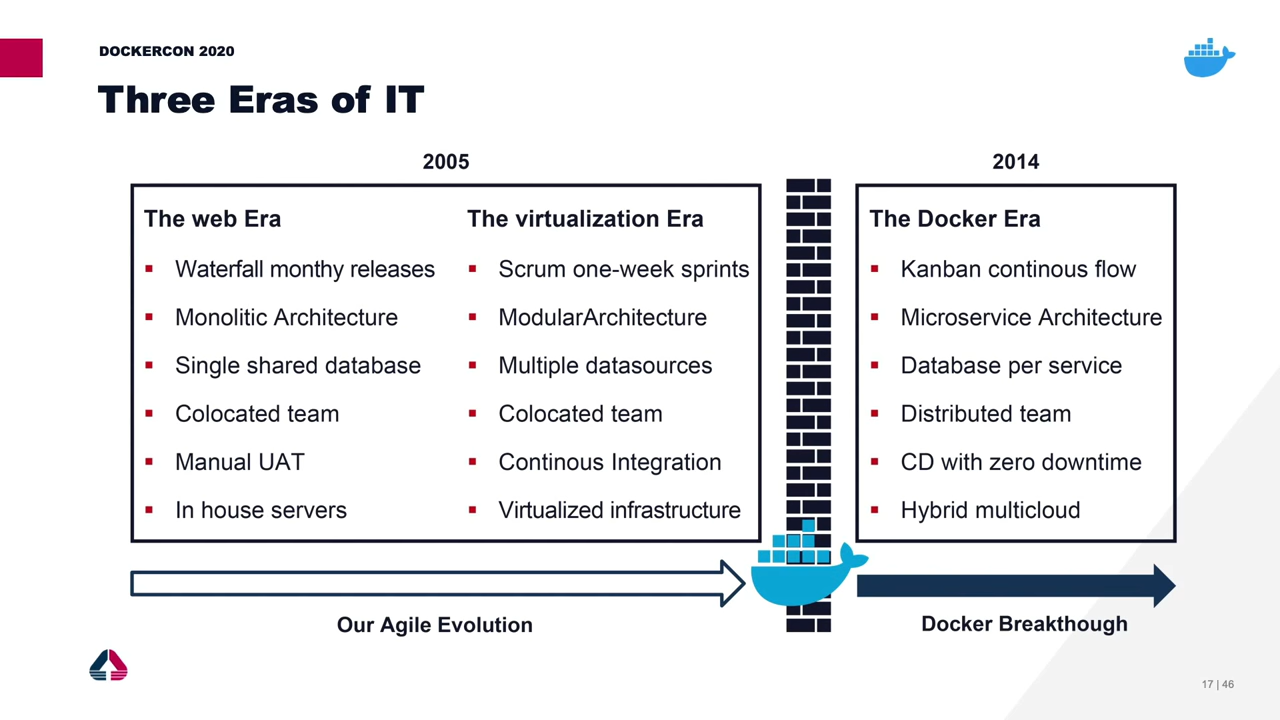 DOCKERCON 2020
Three Eras of IT
2005
2014
The web Era
Waterfall monthy releases
Monolitic Architecture
Single shared database
Colocated team
Manual UAT
In house servers
The virtualization Era
Scrum one-week sprints
ModularArchitecture
Multiple datasources
Colocated team
Continous Integration
Virtualized infrastructure
The Docker Era
Kanban continous flow
Microservice Architecture
Database per service
Distributed team
CD with zero downtime
Hybrid multicloud
Our Agile Evolution
Docker Breakthough
17 | 46